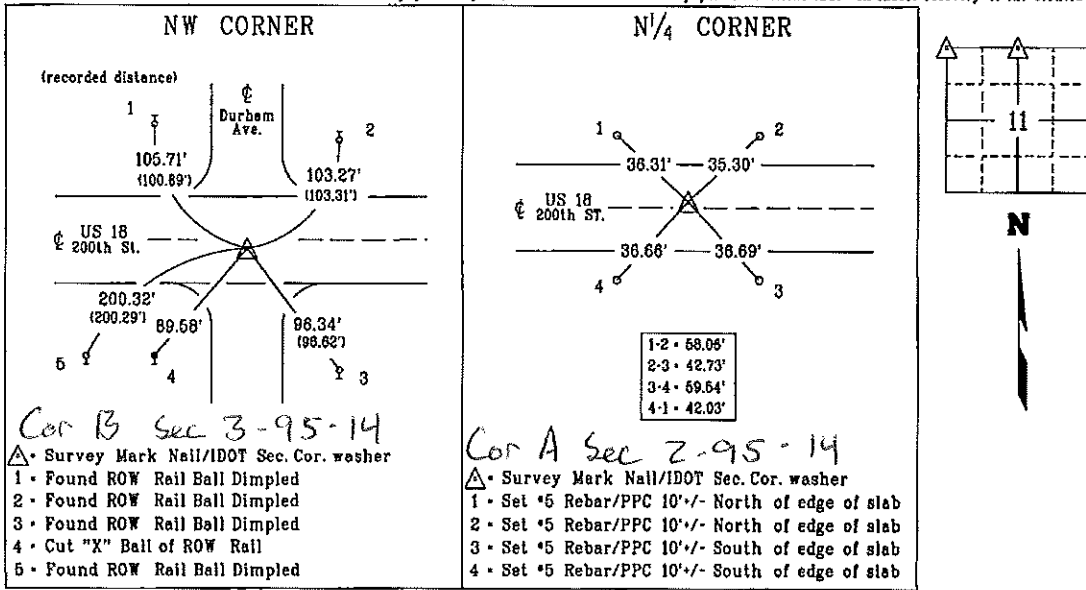 NW CORNER
(recorded distance)
1
℄
Durham
Ave.
2
105.71'
(100.89')
103.27'
(103.31')
℄ US 18
200th St.
200.32'
(200.29')
89.58'
96.34'
(96.62')
5
4
3
Cor B Sec 3-95-14
△ • Survey Mark Nail/IDOT Sec. Cor. washer
1 • Found ROW Rail Ball Dimpled
2 • Found ROW Rail Ball Dimpled
3 • Found ROW Rail Ball Dimpled
4 • Cut "X" Ball of ROW Rail
5 • Found ROW Rail Ball Dimpled
N1/4 CORNER
1
2
36.31'
35.30'
℄ US 18
200th ST.
36.66'
36.69'
4
3
1-2 • 58.06'
2-3 • 42.73'
3-4 • 59.54'
4-1 • 42.03'
Cor A Sec 2-95-14
△ • Survey Mark Nail/IDOT Sec. Cor. washer
1 • Set #5 Rebar/PPC 10'+/- North of edge of slab
2 • Set #5 Rebar/PPC 10'+/- North of edge of slab
3 • Set #5 Rebar/PPC 10'+/- South of edge of slab
4 • Set #5 Rebar/PPC 10'+/- South of edge of slab
11
N